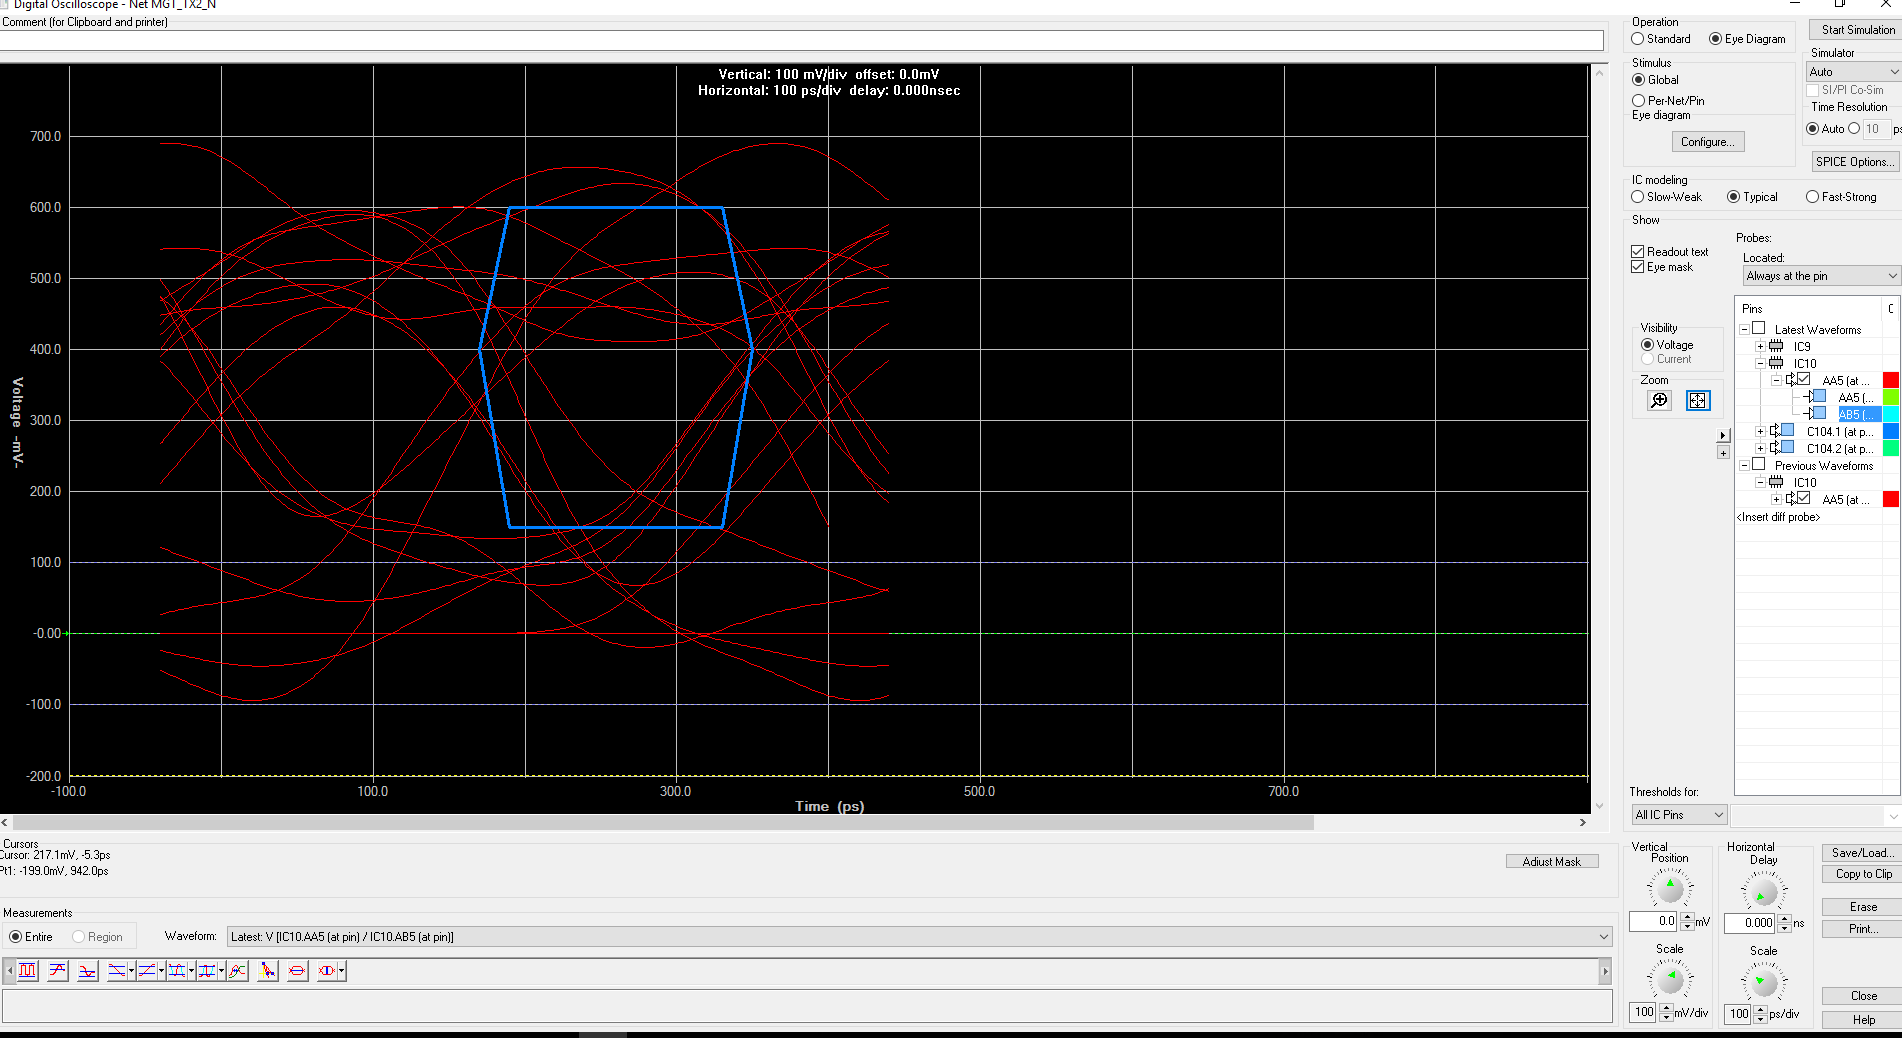 Digital Oscilloscope - Net MGT_TX2_N
Comment (for Clipboard and printer)
Vertical: 100 mV/div offset: 0.0mV
Horizontal: 100 ps/div delay: 0.000nsec
700.0
600.0
500.0
400.0
300.0
200.0
100.0
-0.00
-100.0
-200.0
Voltage -mV-
-100.0
100.0
300.0
500.0
700.0
Time (ps)
Cursors
Cursor: 217.1mV, -5.3ps
Pt1: -199.0mV, 942.0ps
Adjust Mask
Measurements
Entire
Region
Waveform:
Latest: V [IC10.AA5 (at pin) / IC10.AB5 (at pin)]
Operation
Standard
Eye Diagram
Start Simulation
Stimulus
Global
Per-Net/Pin
Simulator
Auto
SI/PI Co-Sim
Time Resolution
Auto
10
ps
Eye diagram
Configure...
SPICE Options...
IC modeling
Slow-Weak
Typical
Fast-Strong
Show
Readout text
Eye mask
Probes:
Located:
Always at the pin
Visibility
Voltage
Current
Zoom
Pins
Latest Waveforms
IC9
IC10
AA5 (at ...
AA5 (...
AB5 (...
C104.1 (at p...
C104.2 (at p...
Previous Waveforms
IC10
AA5 (at ...
<Insert diff probe>
Thresholds for:
All IC Pins
Vertical
Position
0.0
mV
Scale
100
mV/div
Horizontal
Delay
0.000
ns
Scale
100
ps/div
Save/Load...
Copy to Clip
Erase
Print...
Close
Help